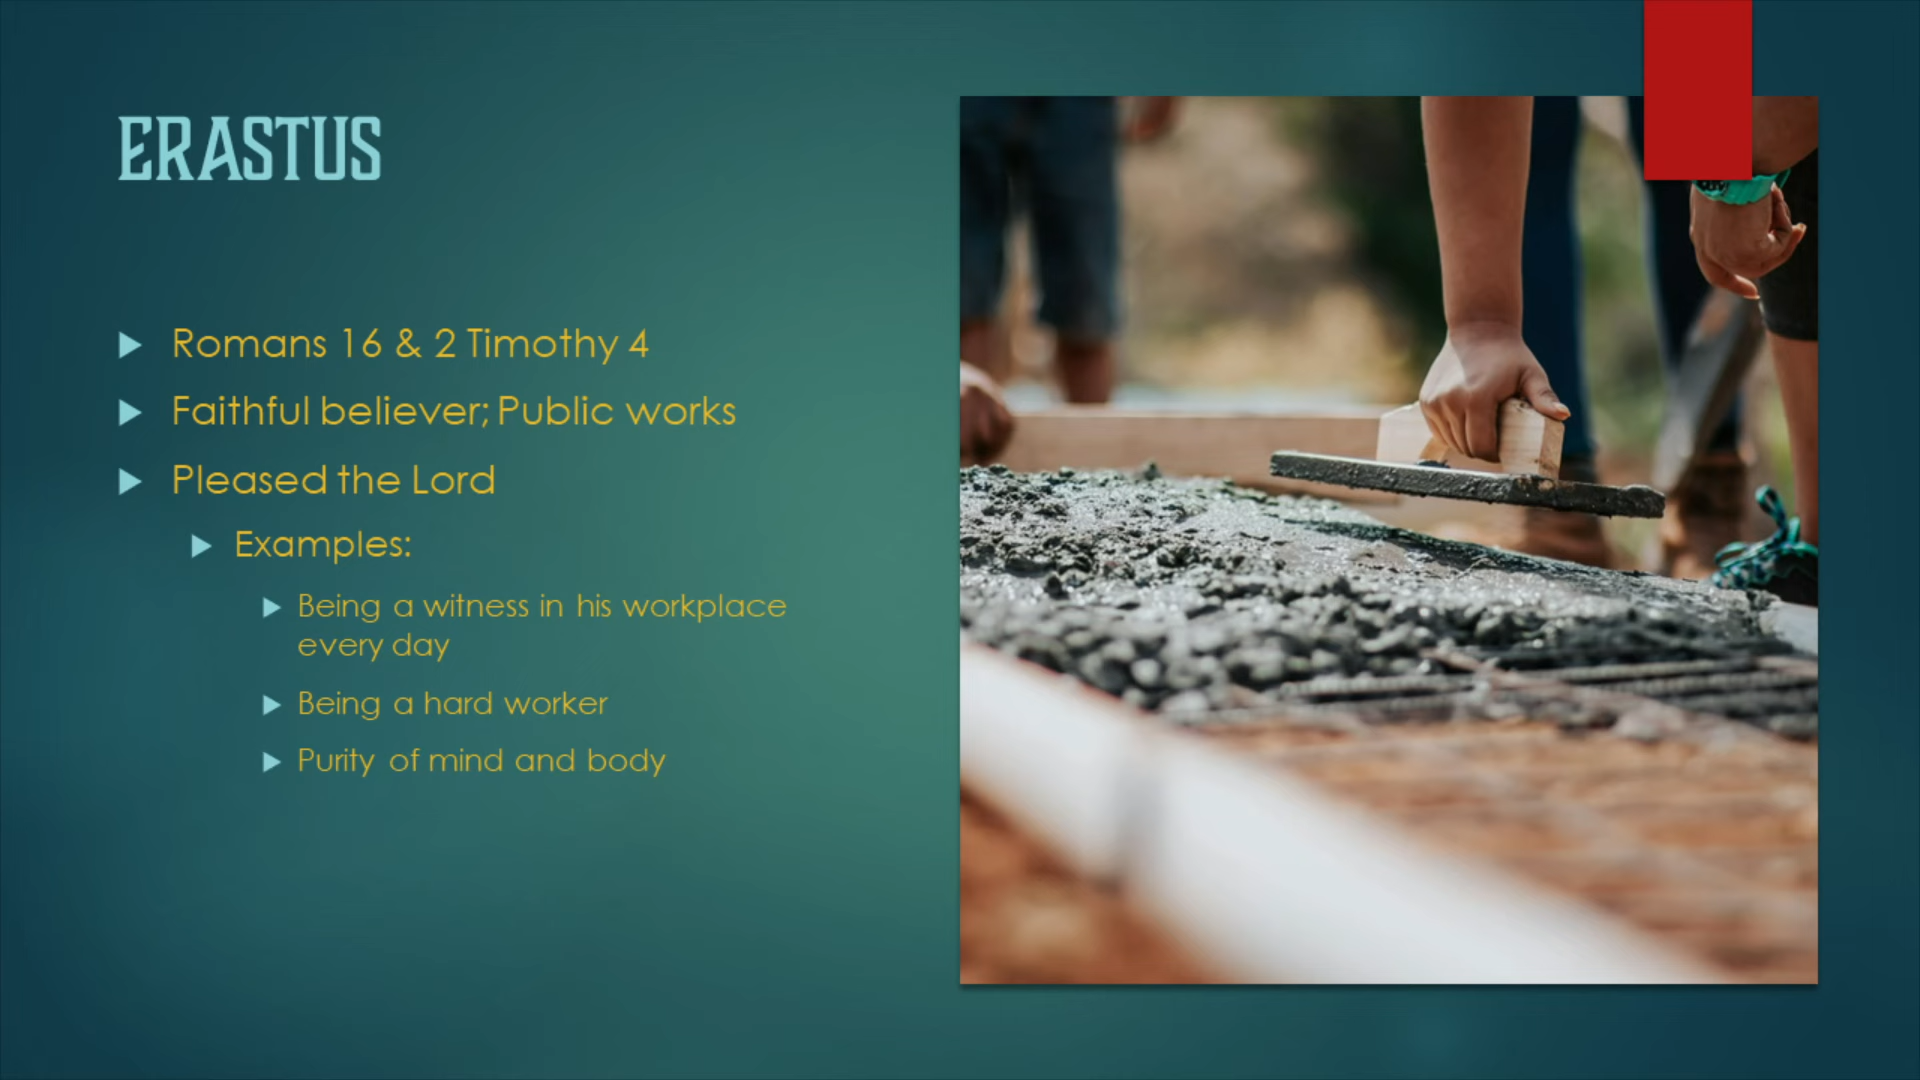 ERASTUS
Romans 16 & 2 Timothy 4
Faithful believer; Public works
Pleased the Lord
Examples:
Being a witness in his workplace
every day
Being a hard worker
Purity of mind and body